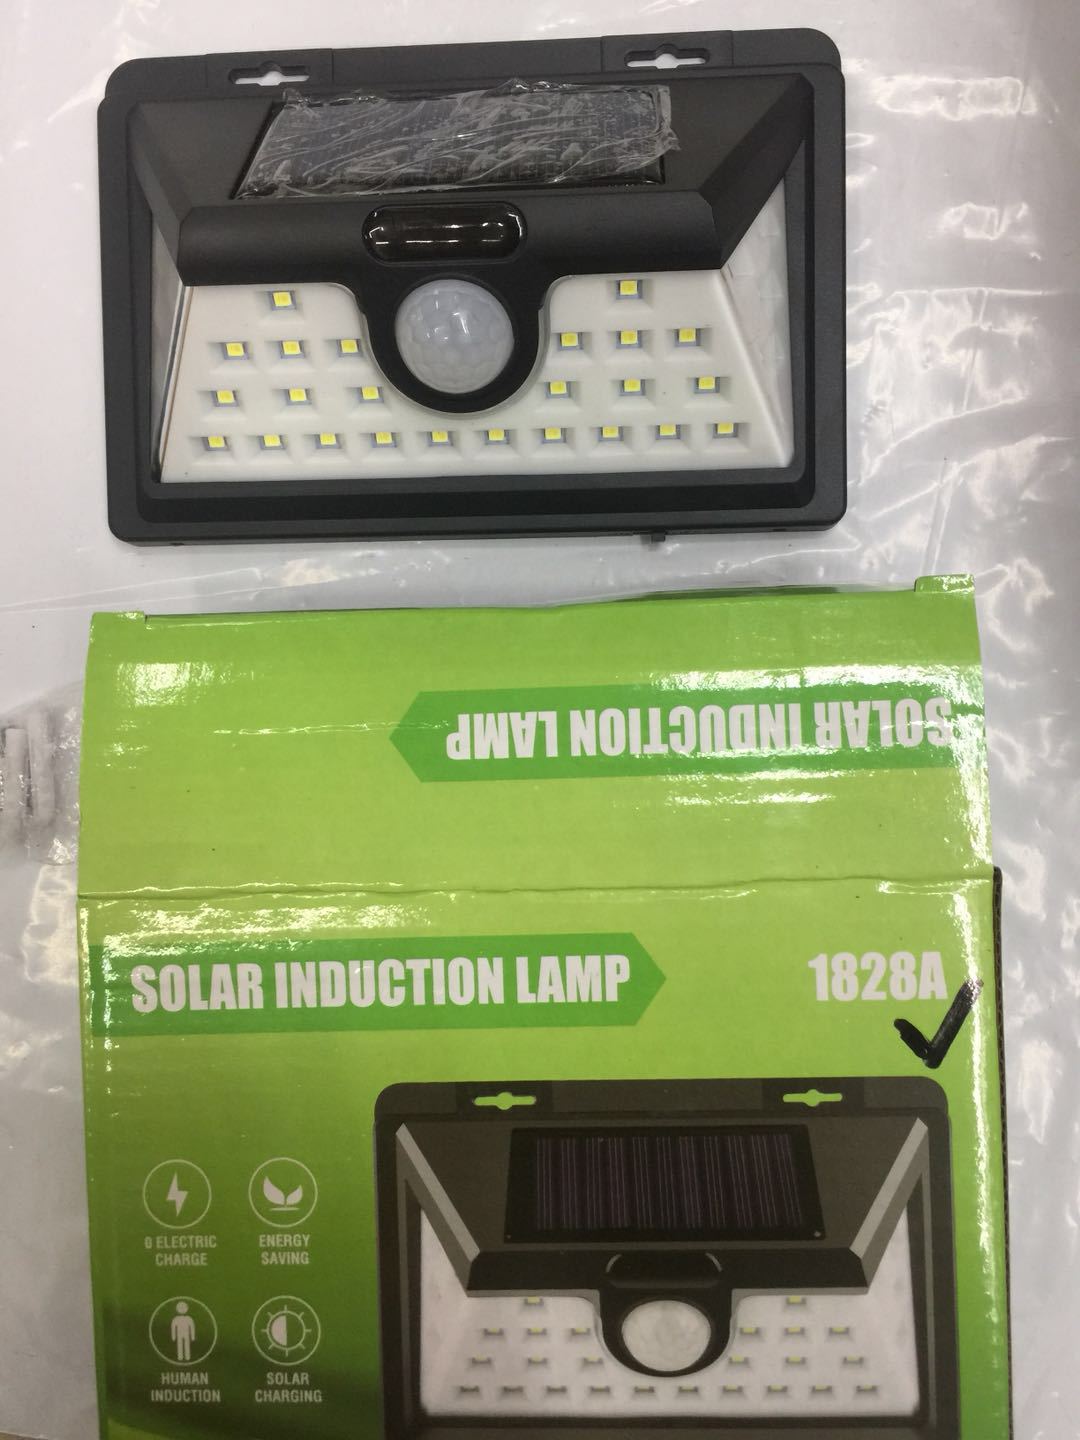 SOLAR INDUCTION LAMP
SOLAR INDUCTION LAMP
1828A
0 ELECTRIC
CHARGE
ENERGY
SAVING
HUMAN
INDUCTION
SOLAR
CHARGING